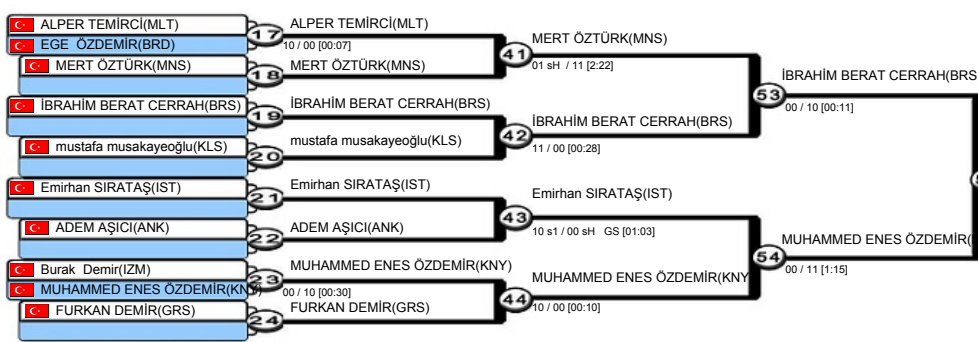 ALPER TEMİRCİ(MLT)
EGE ÖZDEMİR(BRD)
17
ALPER TEMİRCİ(MLT)
10 / 00 [00:07]
MERT ÖZTÜRK(MNS)
18
MERT ÖZTÜRK(MNS)
41
MERT ÖZTÜRK(MNS)
01 sH / 11 [2:22]
İBRAHİM BERAT CERRAH(BRS)
19
İBRAHİM BERAT CERRAH(BRS)
mustafa musakayeoğlu(KLS)
20
mustafa musakayeoğlu(KLS)
42
İBRAHİM BERAT CERRAH(BRS)
11 / 00 [00:28]
53
İBRAHİM BERAT CERRAH(BRS
00 / 10 [00:11]
Emirhan SIRATAŞ(IST)
21
Emirhan SIRATAŞ(IST)
ADEM AŞICI(ANK)
22
ADEM AŞICI(ANK)
43
Emirhan SIRATAŞ(IST)
10 s1 / 00 sH GS [01:03]
Burak Demir(IZM)
MUHAMMED ENES ÖZDEMİR(KNY)
23
MUHAMMED ENES ÖZDEMİR(KNY)
00 / 10 [00:30]
FURKAN DEMİR(GRS)
24
FURKAN DEMİR(GRS)
44
MUHAMMED ENES ÖZDEMİR(KNY
10 / 00 [00:10]
54
MUHAMMED ENES ÖZDEMİR(
00 / 11 [1:15]